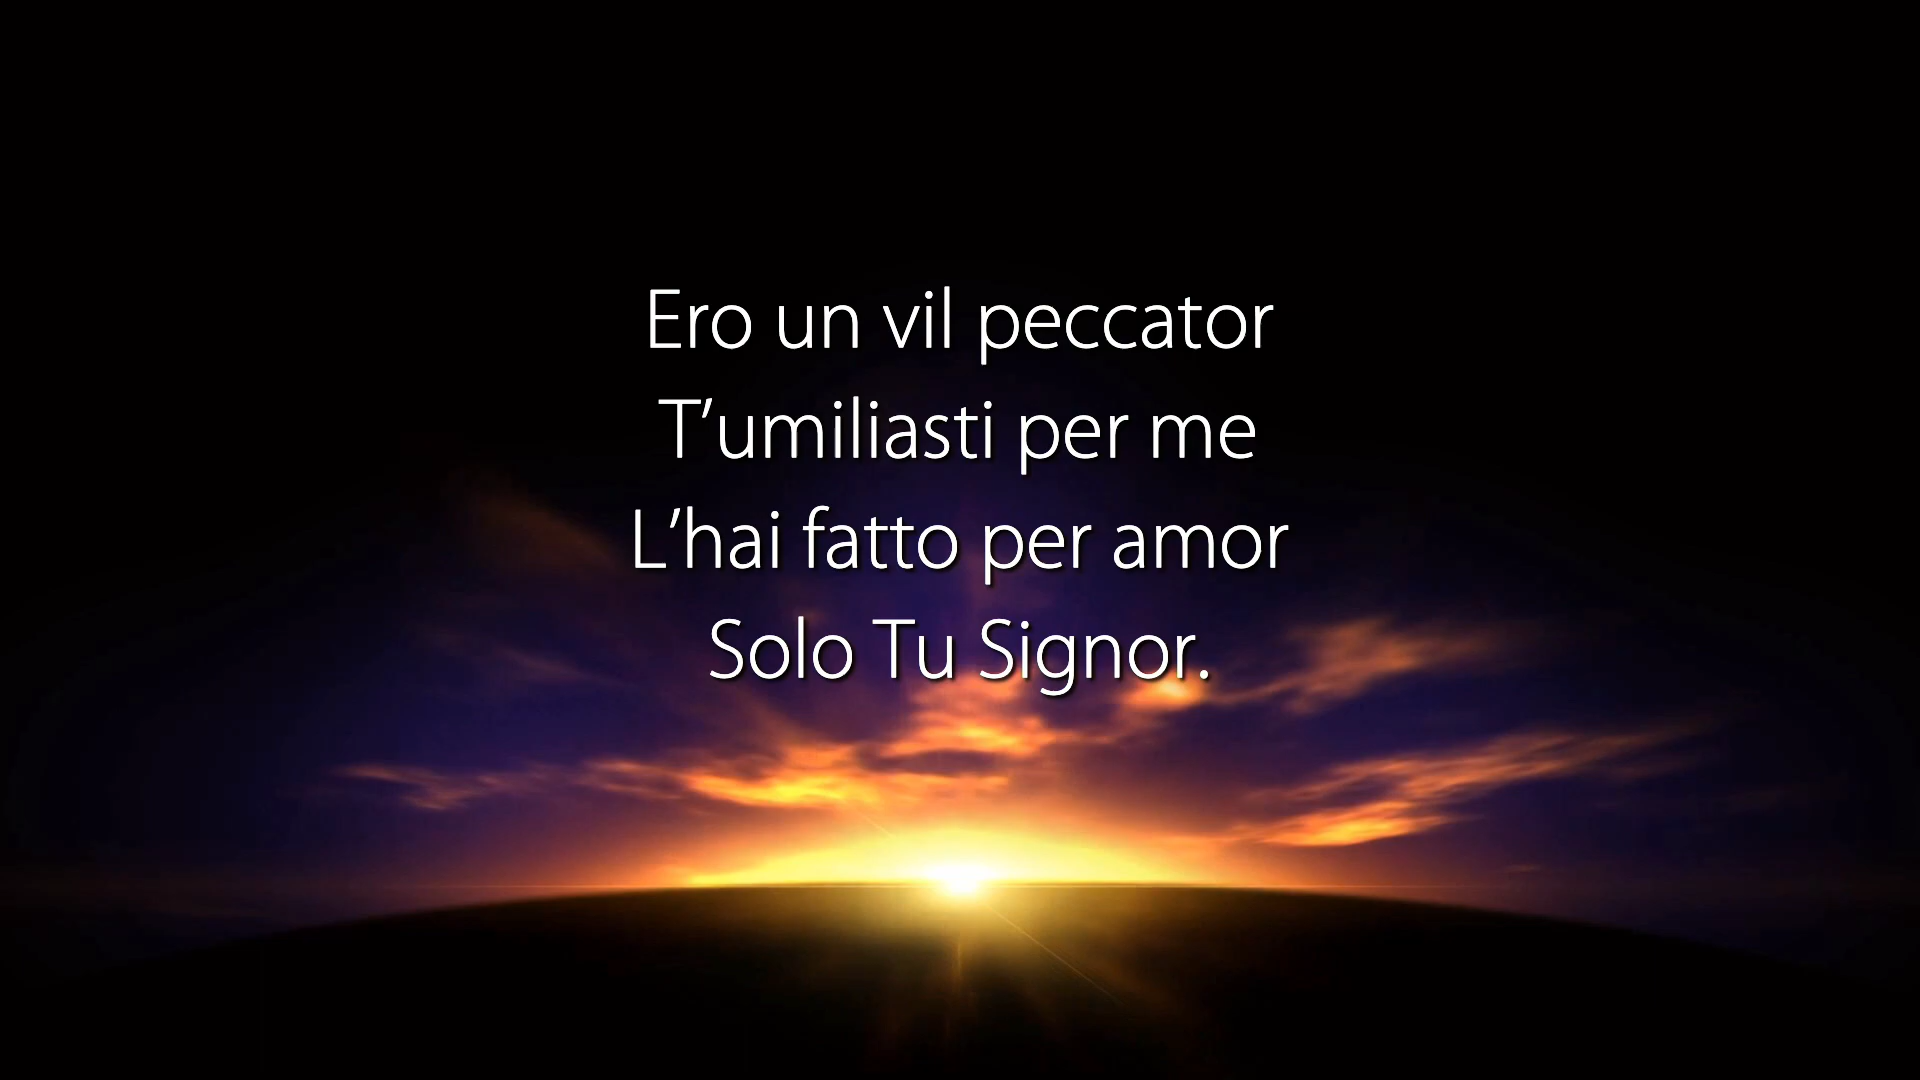 Ero un vil peccator
T’umiliasti per me
L’hai fatto per amor
Solo Tu Signor.